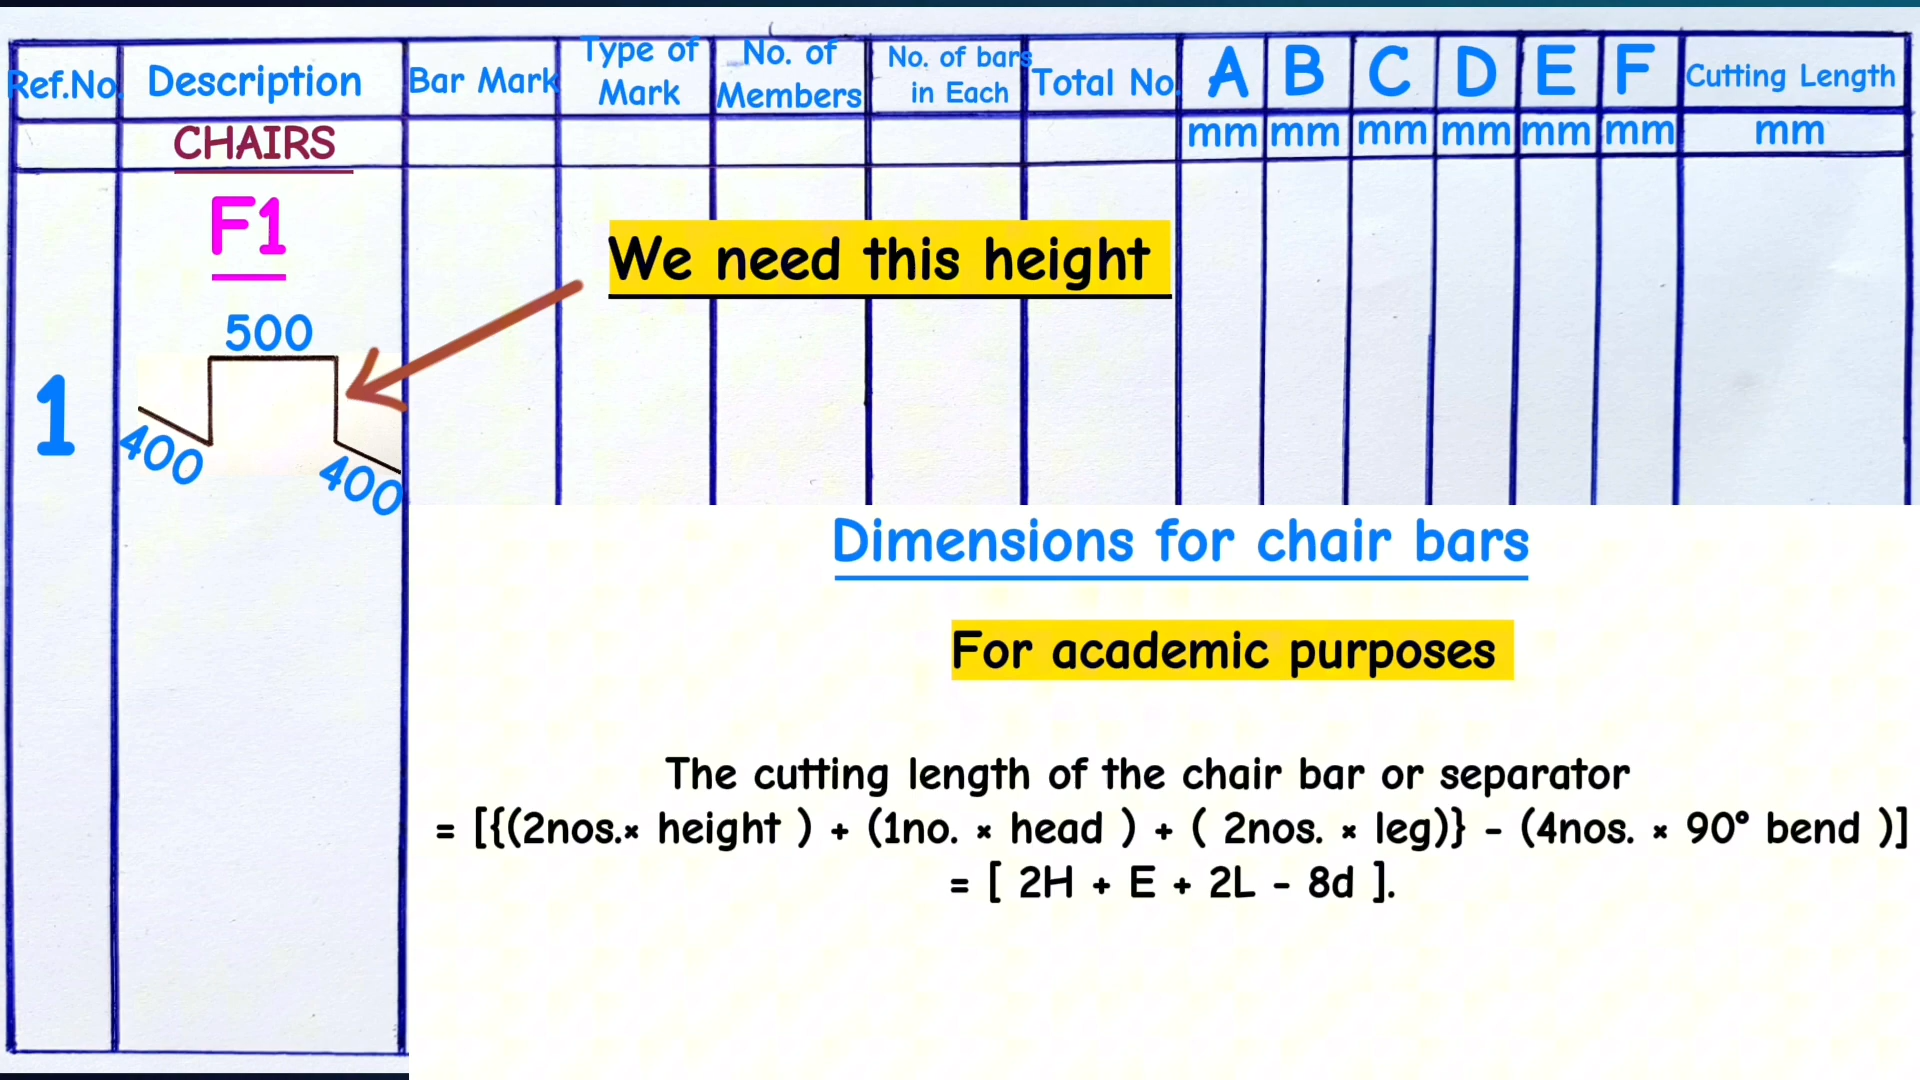 Ref.No.
Description
Bar Mark
Type of
Mark
No. of
Members
No. of bars
in Each
Total No.
A
B
C
D
E
F
Cutting Length
CHAIRS
mm
mm
mm
mm
mm
mm
mm
F1
We need this height
500
1
400
400
Dimensions for chair bars
For academic purposes
The cutting length of the chair bar or separator
= [{(2nos.× height ) + (1no. × head ) + ( 2nos. × leg)} - (4nos. × 90° bend )]
= [ 2H + E + 2L - 8d ].